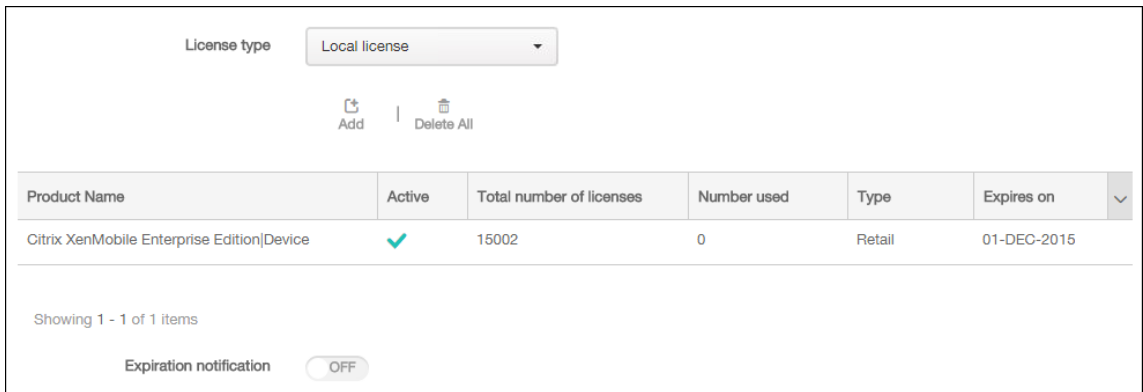 License type Local license
Add | Delete All
Product Name Active Total number of licenses Number used Type Expires on
Citrix XenMobile Enterprise Edition|Device 15002 0 Retail 01-DEC-2015
Showing 1 - 1 of 1 items
Expiration notification OFF